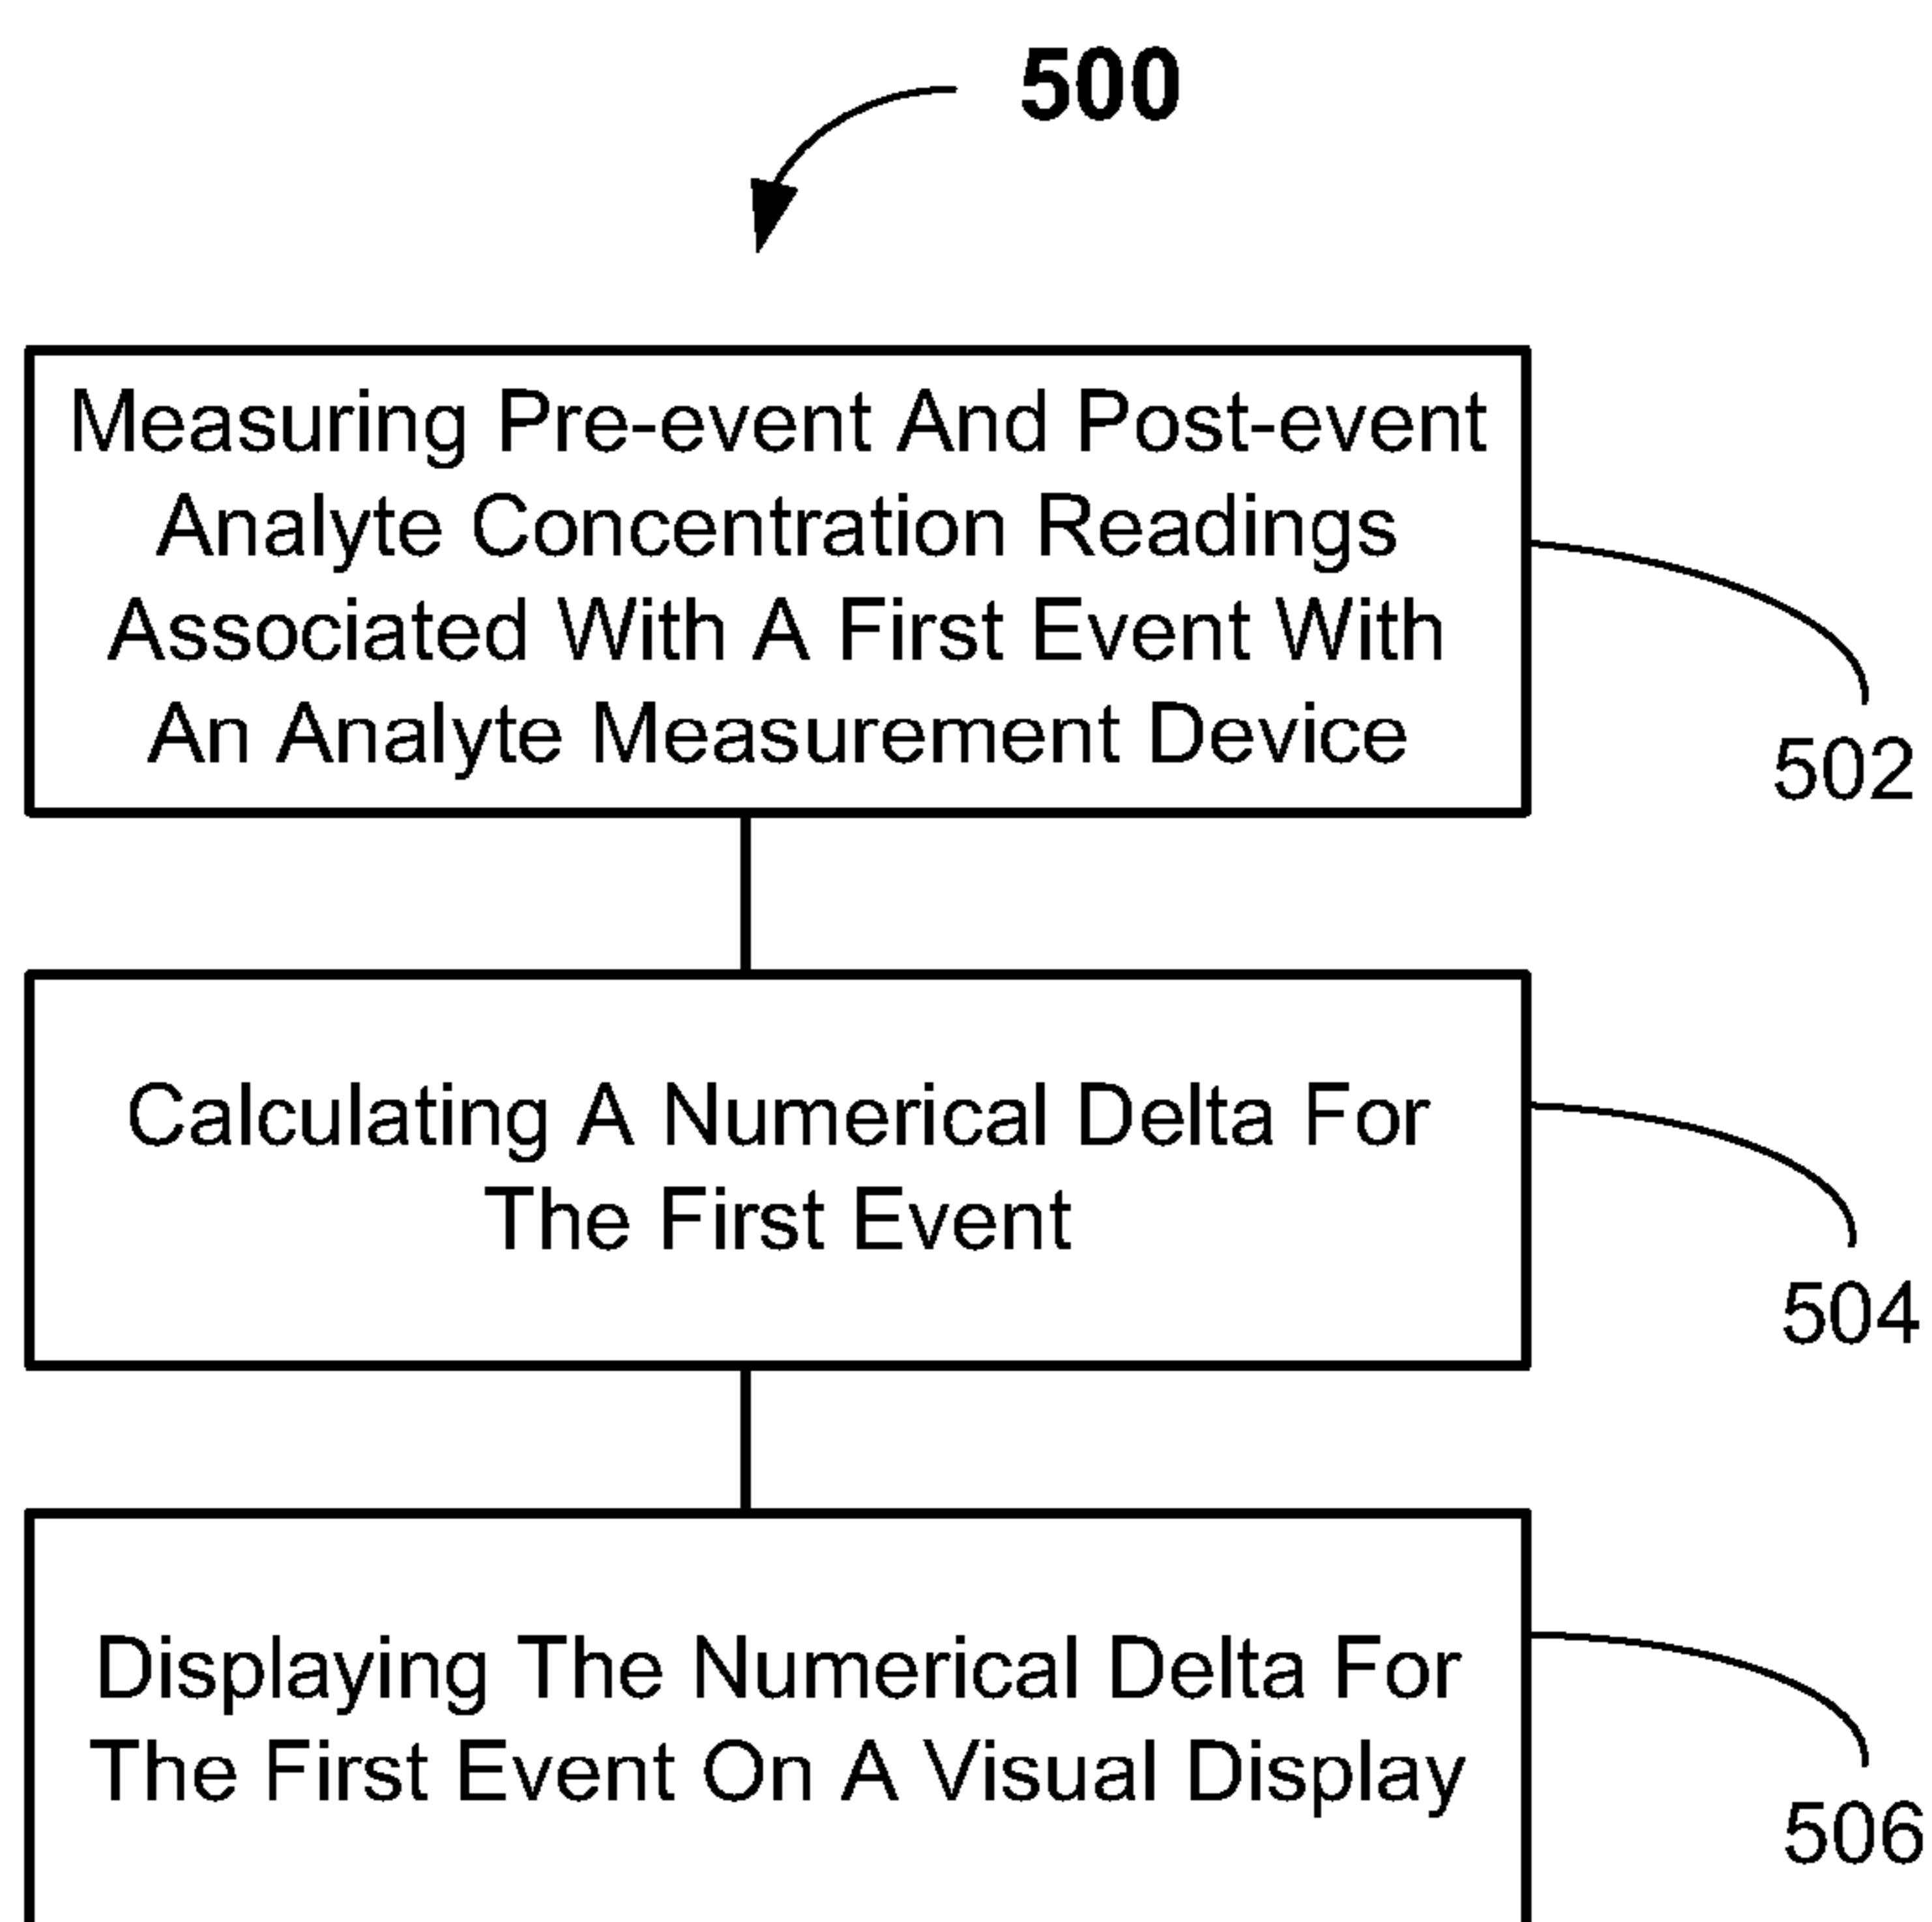 500
Measuring Pre-event And Post-event
Analyte Concentration Readings
Associated With A First Event With
An Analyte Measurement Device
502
Calculating A Numerical Delta For
The First Event
504
Displaying The Numerical Delta For
The First Event On A Visual Display
506